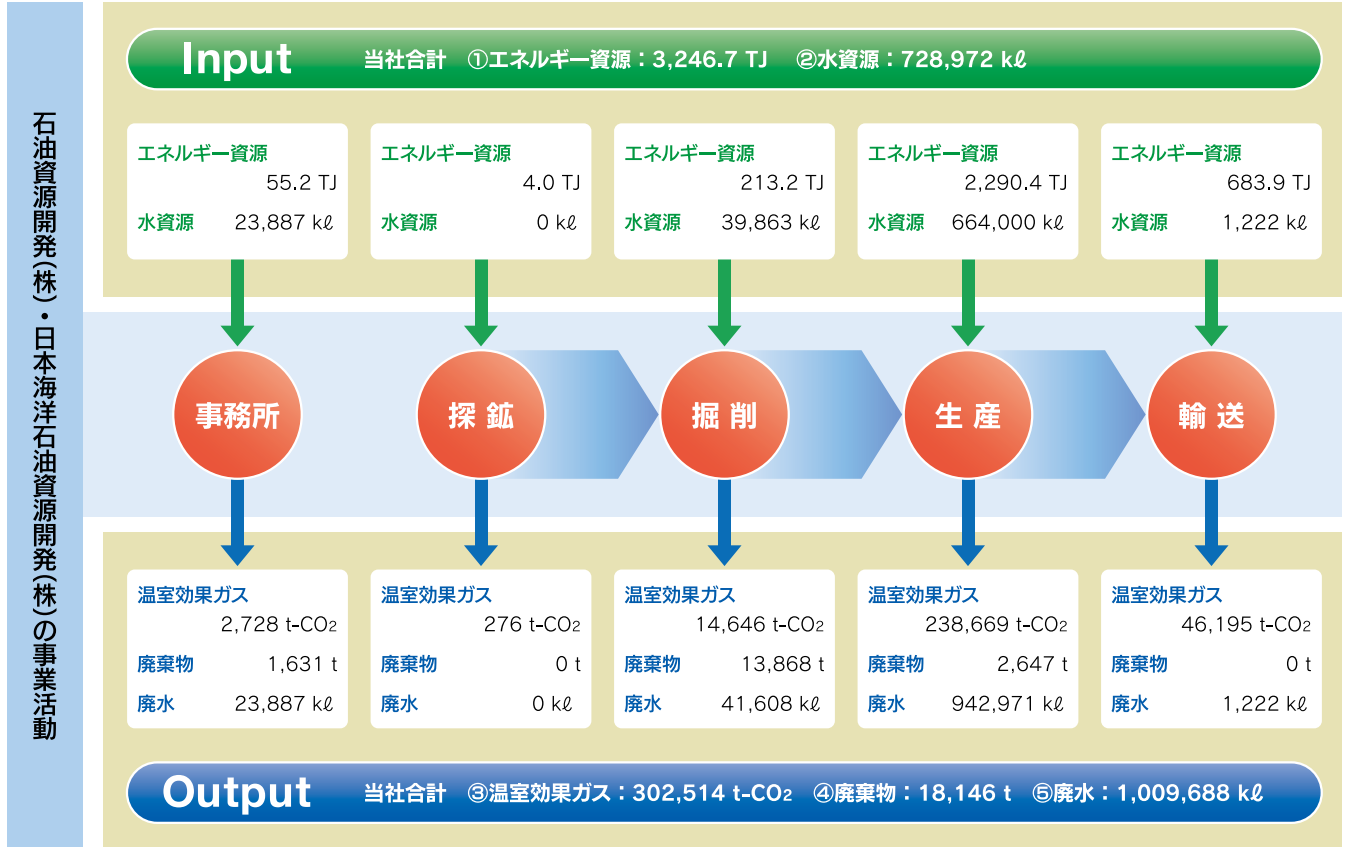 石油資源開発(株)・日本海洋石油資源開発(株)の事業活動
Input 当社合計 ①エネルギー資源：3,246.7 TJ ②水資源：728,972 kℓ
エネルギー資源
55.2 TJ
水資源 23,887 kℓ
エネルギー資源
4.0 TJ
水資源 0 kℓ
エネルギー資源
213.2 TJ
水資源 39,863 kℓ
エネルギー資源
2,290.4 TJ
水資源 664,000 kℓ
エネルギー資源
683.9 TJ
水資源 1,222 kℓ
事務所
探鉱
掘削
生産
輸送
温室効果ガス
2,728 t-CO₂
廃棄物 1,631 t
廃水 23,887 kℓ
温室効果ガス
276 t-CO₂
廃棄物 0 t
廃水 0 kℓ
温室効果ガス
14,646 t-CO₂
廃棄物 13,868 t
廃水 41,608 kℓ
温室効果ガス
238,669 t-CO₂
廃棄物 2,647 t
廃水 942,971 kℓ
温室効果ガス
46,195 t-CO₂
廃棄物 0 t
廃水 1,222 kℓ
Output 当社合計 ③温室効果ガス：302,514 t-CO₂ ④廃棄物：18,146 t ⑤廃水：1,009,688 kℓ